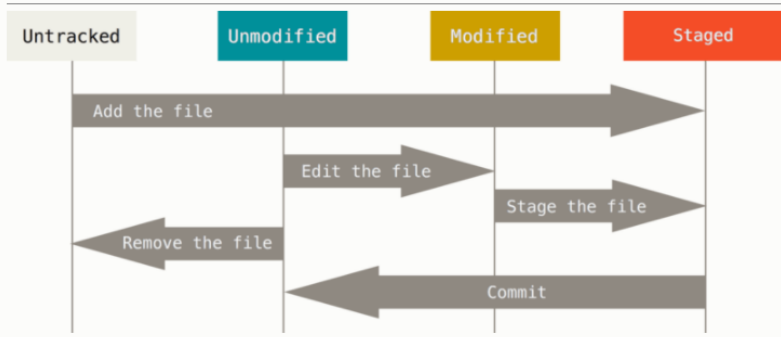 Untracked
Unmodified
Modified
Staged
Add the file
Edit the file
Stage the file
Remove the file
Commit